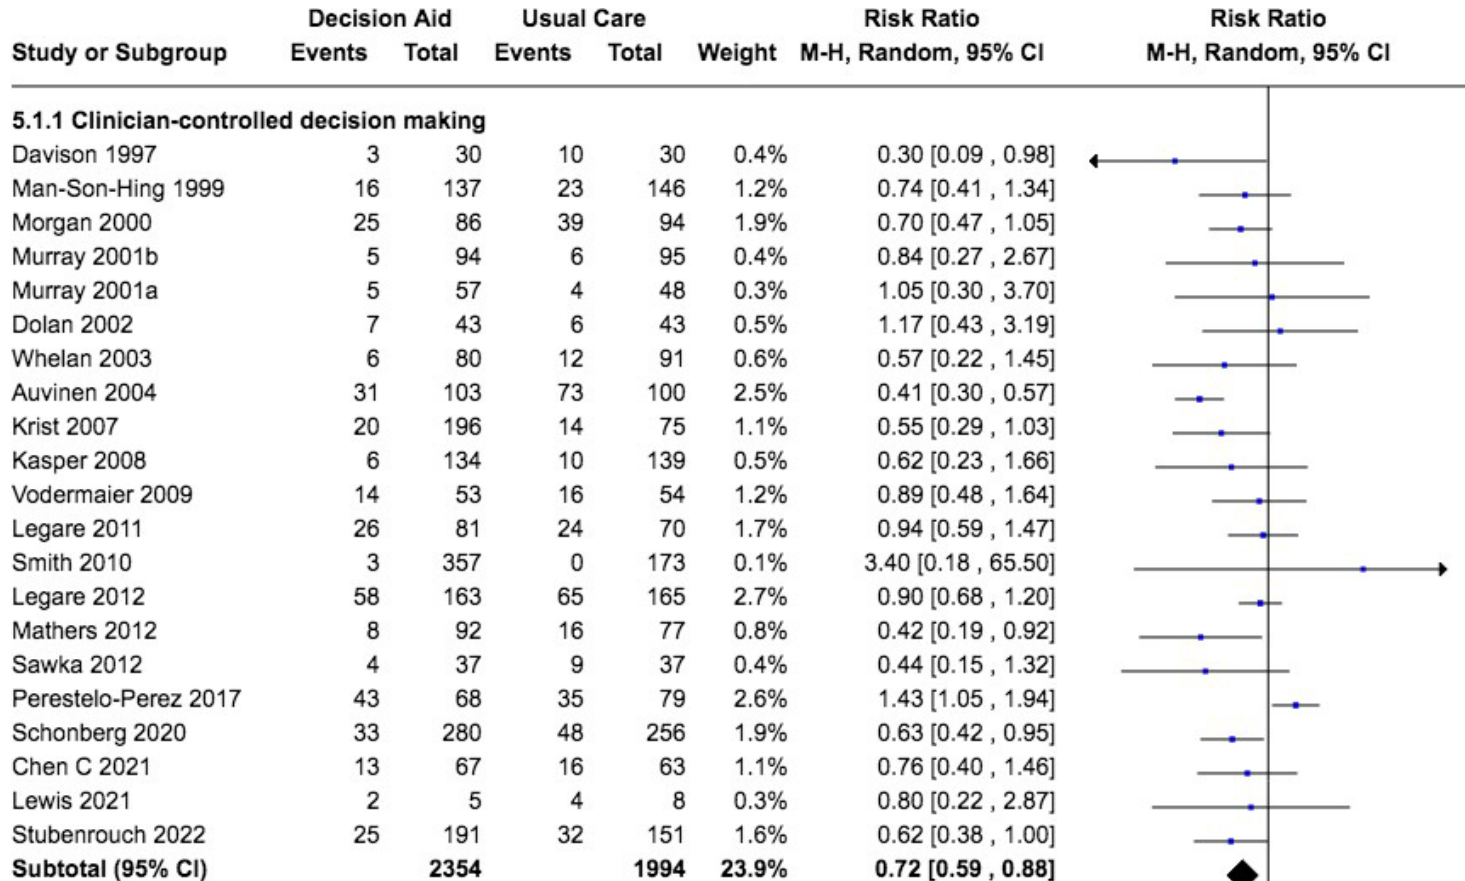 Decision Aid Usual Care Risk Ratio Risk Ratio
Study or Subgroup Events Total Events Total Weight M-H, Random, 95% CI M-H, Random, 95% CI
5.1.1 Clinician-controlled decision making
Davison 1997 3 30 10 30 0.4% 0.30 [0.09 , 0.98]
Man-Son-Hing 1999 16 137 23 146 1.2% 0.74 [0.41 , 1.34]
Morgan 2000 25 86 39 94 1.9% 0.70 [0.47 , 1.05]
Murray 2001b 5 94 6 95 0.4% 0.84 [0.27 , 2.67]
Murray 2001a 5 57 4 48 0.3% 1.05 [0.30 , 3.70]
Dolan 2002 7 43 6 43 0.5% 1.17 [0.43 , 3.19]
Whelan 2003 6 80 12 91 0.6% 0.57 [0.22 , 1.45]
Auvinen 2004 31 103 73 100 2.5% 0.41 [0.30 , 0.57]
Krist 2007 20 196 14 75 1.1% 0.55 [0.29 , 1.03]
Kasper 2008 6 134 10 139 0.5% 0.62 [0.23 , 1.66]
Vodermaier 2009 14 53 16 54 1.2% 0.89 [0.48 , 1.64]
Legare 2011 26 81 24 70 1.7% 0.94 [0.59 , 1.47]
Smith 2010 3 357 0 173 0.1% 3.40 [0.18 , 65.50]
Legare 2012 58 163 65 165 2.7% 0.90 [0.68 , 1.20]
Mathers 2012 8 92 16 77 0.8% 0.42 [0.19 , 0.92]
Sawka 2012 4 37 9 37 0.4% 0.44 [0.15 , 1.32]
Perestelo-Perez 2017 43 68 35 79 2.6% 1.43 [1.05 , 1.94]
Schonberg 2020 33 280 48 256 1.9% 0.63 [0.42 , 0.95]
Chen C 2021 13 67 16 63 1.1% 0.76 [0.40 , 1.46]
Lewis 2021 2 5 4 8 0.3% 0.80 [0.22 , 2.87]
Stubenrouch 2022 25 191 32 151 1.6% 0.62 [0.38 , 1.00]
Subtotal (95% CI) 2354 1994 23.9% 0.72 [0.59 , 0.88]